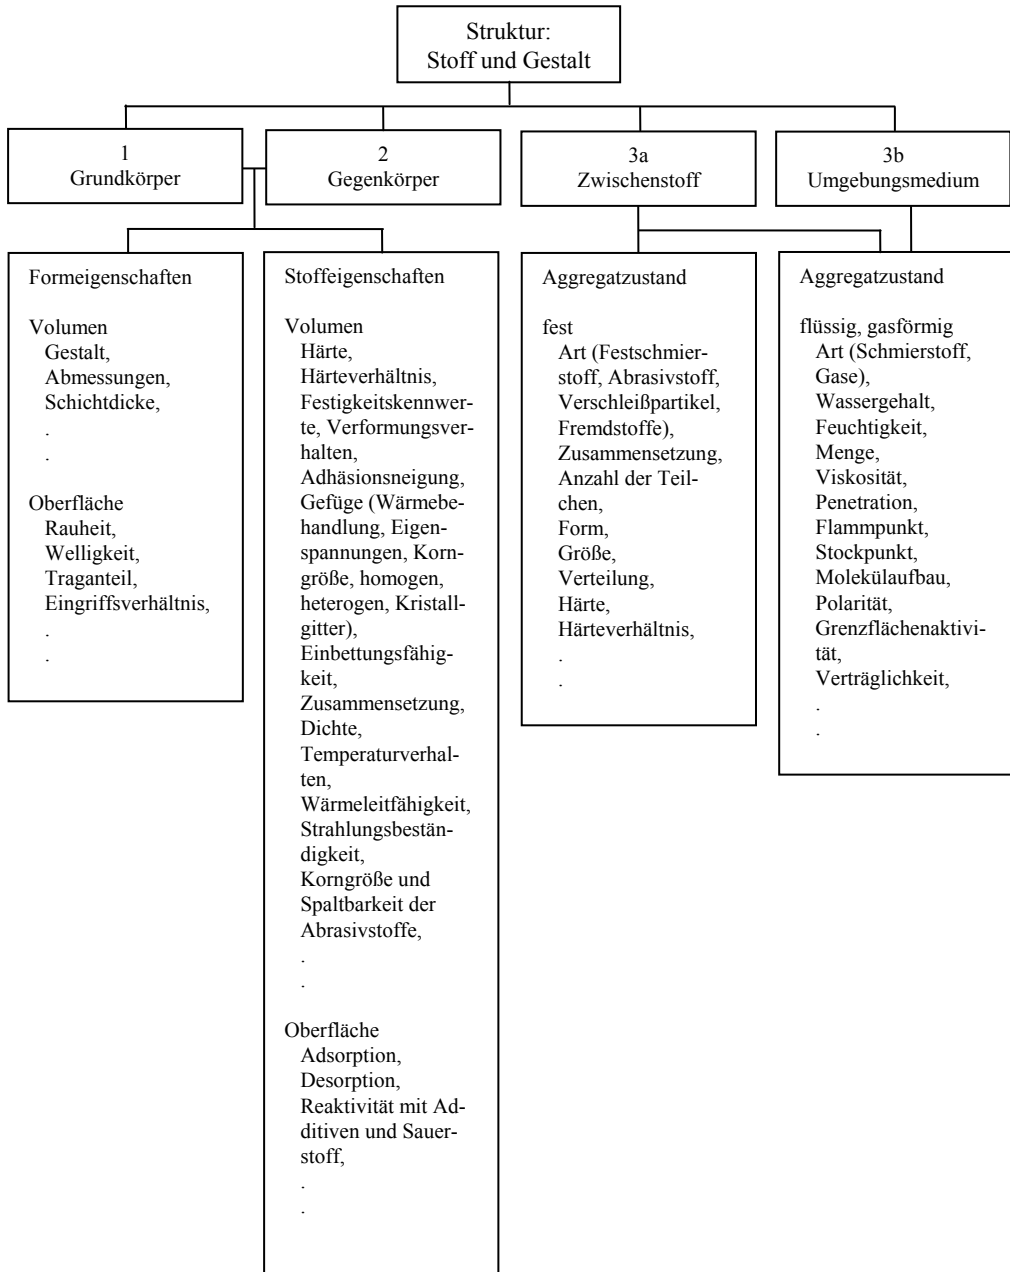 Struktur:
Stoff und Gestalt
1
Grundkörper
2
Gegenkörper
3a
Zwischenstoff
3b
Umgebungsmedium
Formeigenschaften
Volumen
Gestalt,
Abmessungen,
Schichtdicke,
.
.
Oberfläche
Rauheit,
Welligkeit,
Traganteil,
Eingriffsverhältnis,
.
.
Stoffeigenschaften
Volumen
Härte,
Härteverhältnis,
Festigkeitskennwer-
te, Verformungsver-
halten,
Adhäsionsneigung,
Gefüge (Wärmebe-
handlung, Eigen-
spannungen, Korn-
größe, homogen,
heterogen, Kristall-
gitter),
Einbettungsfähig-
keit,
Zusammensetzung,
Dichte,
Temperaturverhal-
ten,
Wärmeleitfähigkeit,
Strahlungsbestän-
digkeit,
Korngröße und
Spaltbarkeit der
Abrasivstoffe,
.
.
Oberfläche
Adsorption,
Desorption,
Reaktivität mit Ad-
ditiven und Sauer-
stoff,
.
.
Aggregatzustand
fest
Art (Festschmier-
stoff, Abrasivstoff,
Verschleißpartikel,
Fremdstoffe),
Zusammensetzung,
Anzahl der Teil-
chen,
Form,
Größe,
Verteilung,
Härte,
Härteverhältnis,
.
.
Aggregatzustand
flüssig, gasförmig
Art (Schmierstoff,
Gase),
Wassergehalt,
Feuchtigkeit,
Menge,
Viskosität,
Penetration,
Flammpunkt,
Stockpunkt,
Molekülaufbau,
Polarität,
Grenzflächenaktivi-
tät,
Verträglichkeit,
.
.